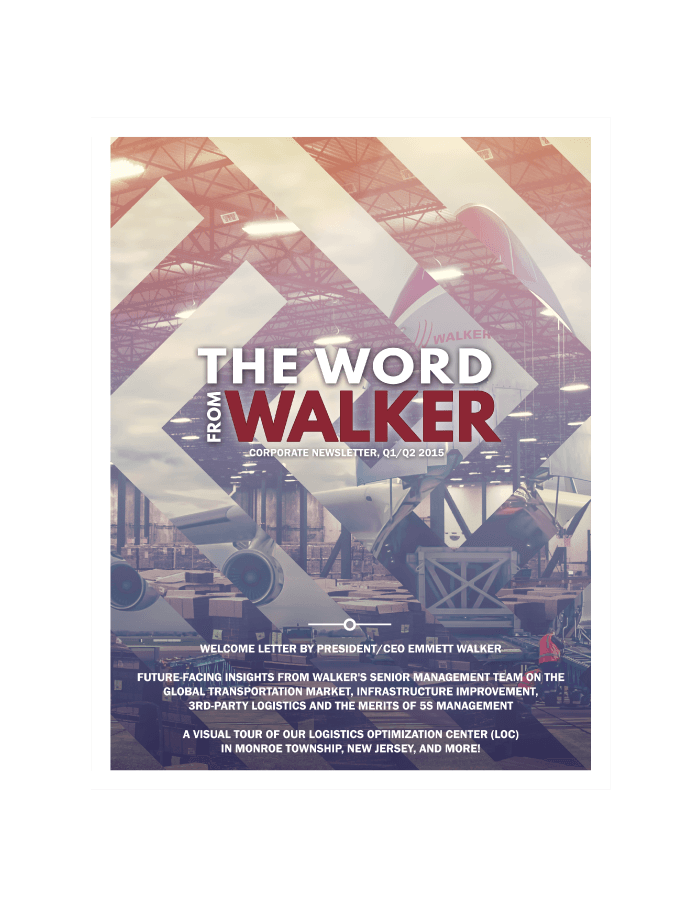 WALKER
THE WORD
FROM
WALKER
CORPORATE NEWSLETTER, Q1/Q2 2015
WELCOME LETTER BY PRESIDENT/CEO EMMETT WALKER
FUTURE-FACING INSIGHTS FROM WALKER'S SENIOR MANAGEMENT TEAM ON THE
GLOBAL TRANSPORTATION MARKET, INFRASTRUCTURE IMPROVEMENT,
3RD-PARTY LOGISTICS AND THE MERITS OF 5S MANAGEMENT
A VISUAL TOUR OF OUR LOGISTICS OPTIMIZATION CENTER (LOC)
IN MONROE TOWNSHIP, NEW JERSEY, AND MORE!